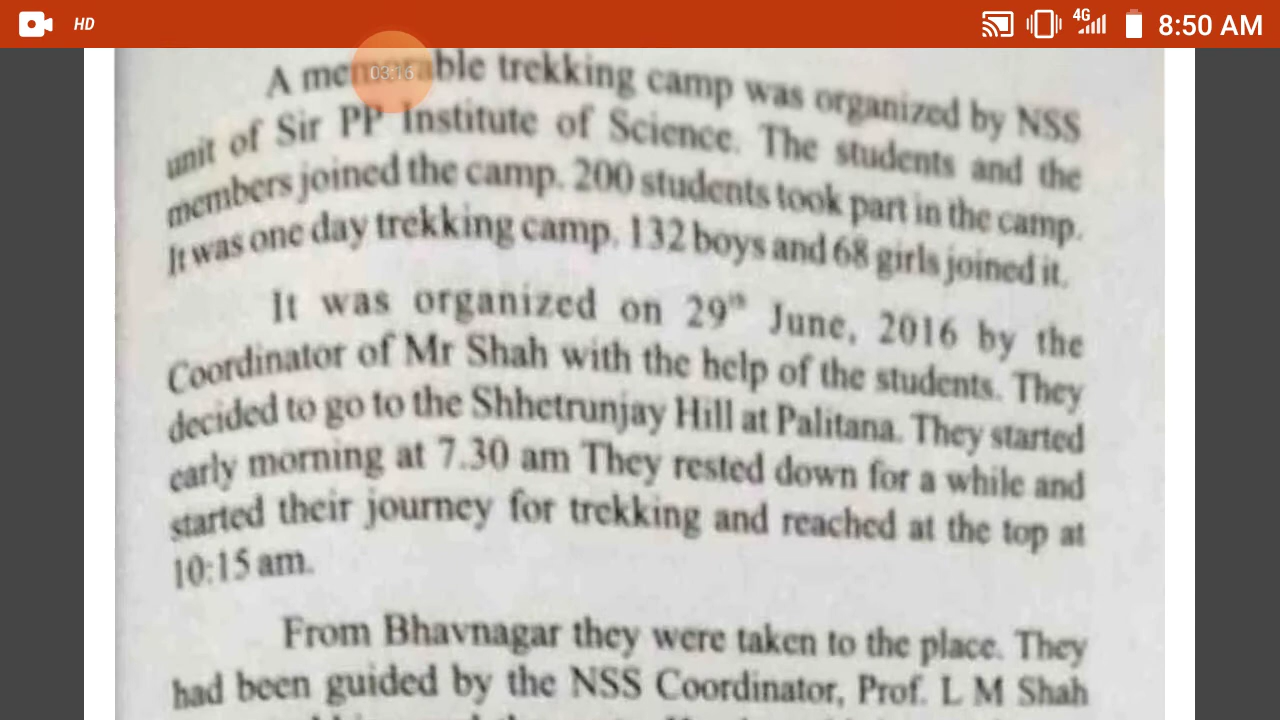 HD 4G 8:50 AM
03:16
A memorable trekking camp was organized by NSS
unit of Sir PP Institute of Science. The students and the
members joined the camp. 200 students took part in the camp.
It was one day trekking camp. 132 boys and 68 girls joined it.
It was organized on 29th June, 2016 by the
Coordinator of Mr Shah with the help of the students. They
decided to go to the Shhetrunjay Hill at Palitana. They started
early morning at 7.30 am They rested down for a while and
started their journey for trekking and reached at the top at
10:15 am.
From Bhavnagar they were taken to the place. They
had been guided by the NSS Coordinator, Prof. L M Shah